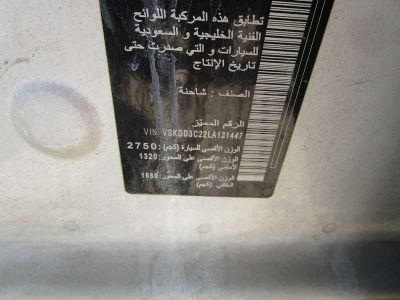 تطابق هذه المركبة اللوائح
الفنية الخليجية و السعودية
للسيارات و التي صدرت حتى
تاريخ الإنتاج
الصنف : شاحنة
الرقم المميّز
VIN: VSKDD3C22LA131447
الوزن الأقصى للسيارة (كجم): 2750
الوزن الأقصى على المحور: 1320
الأمامي (كجم)
الوزن الأقصى على المحور: 1680
الخلفي (كجم)